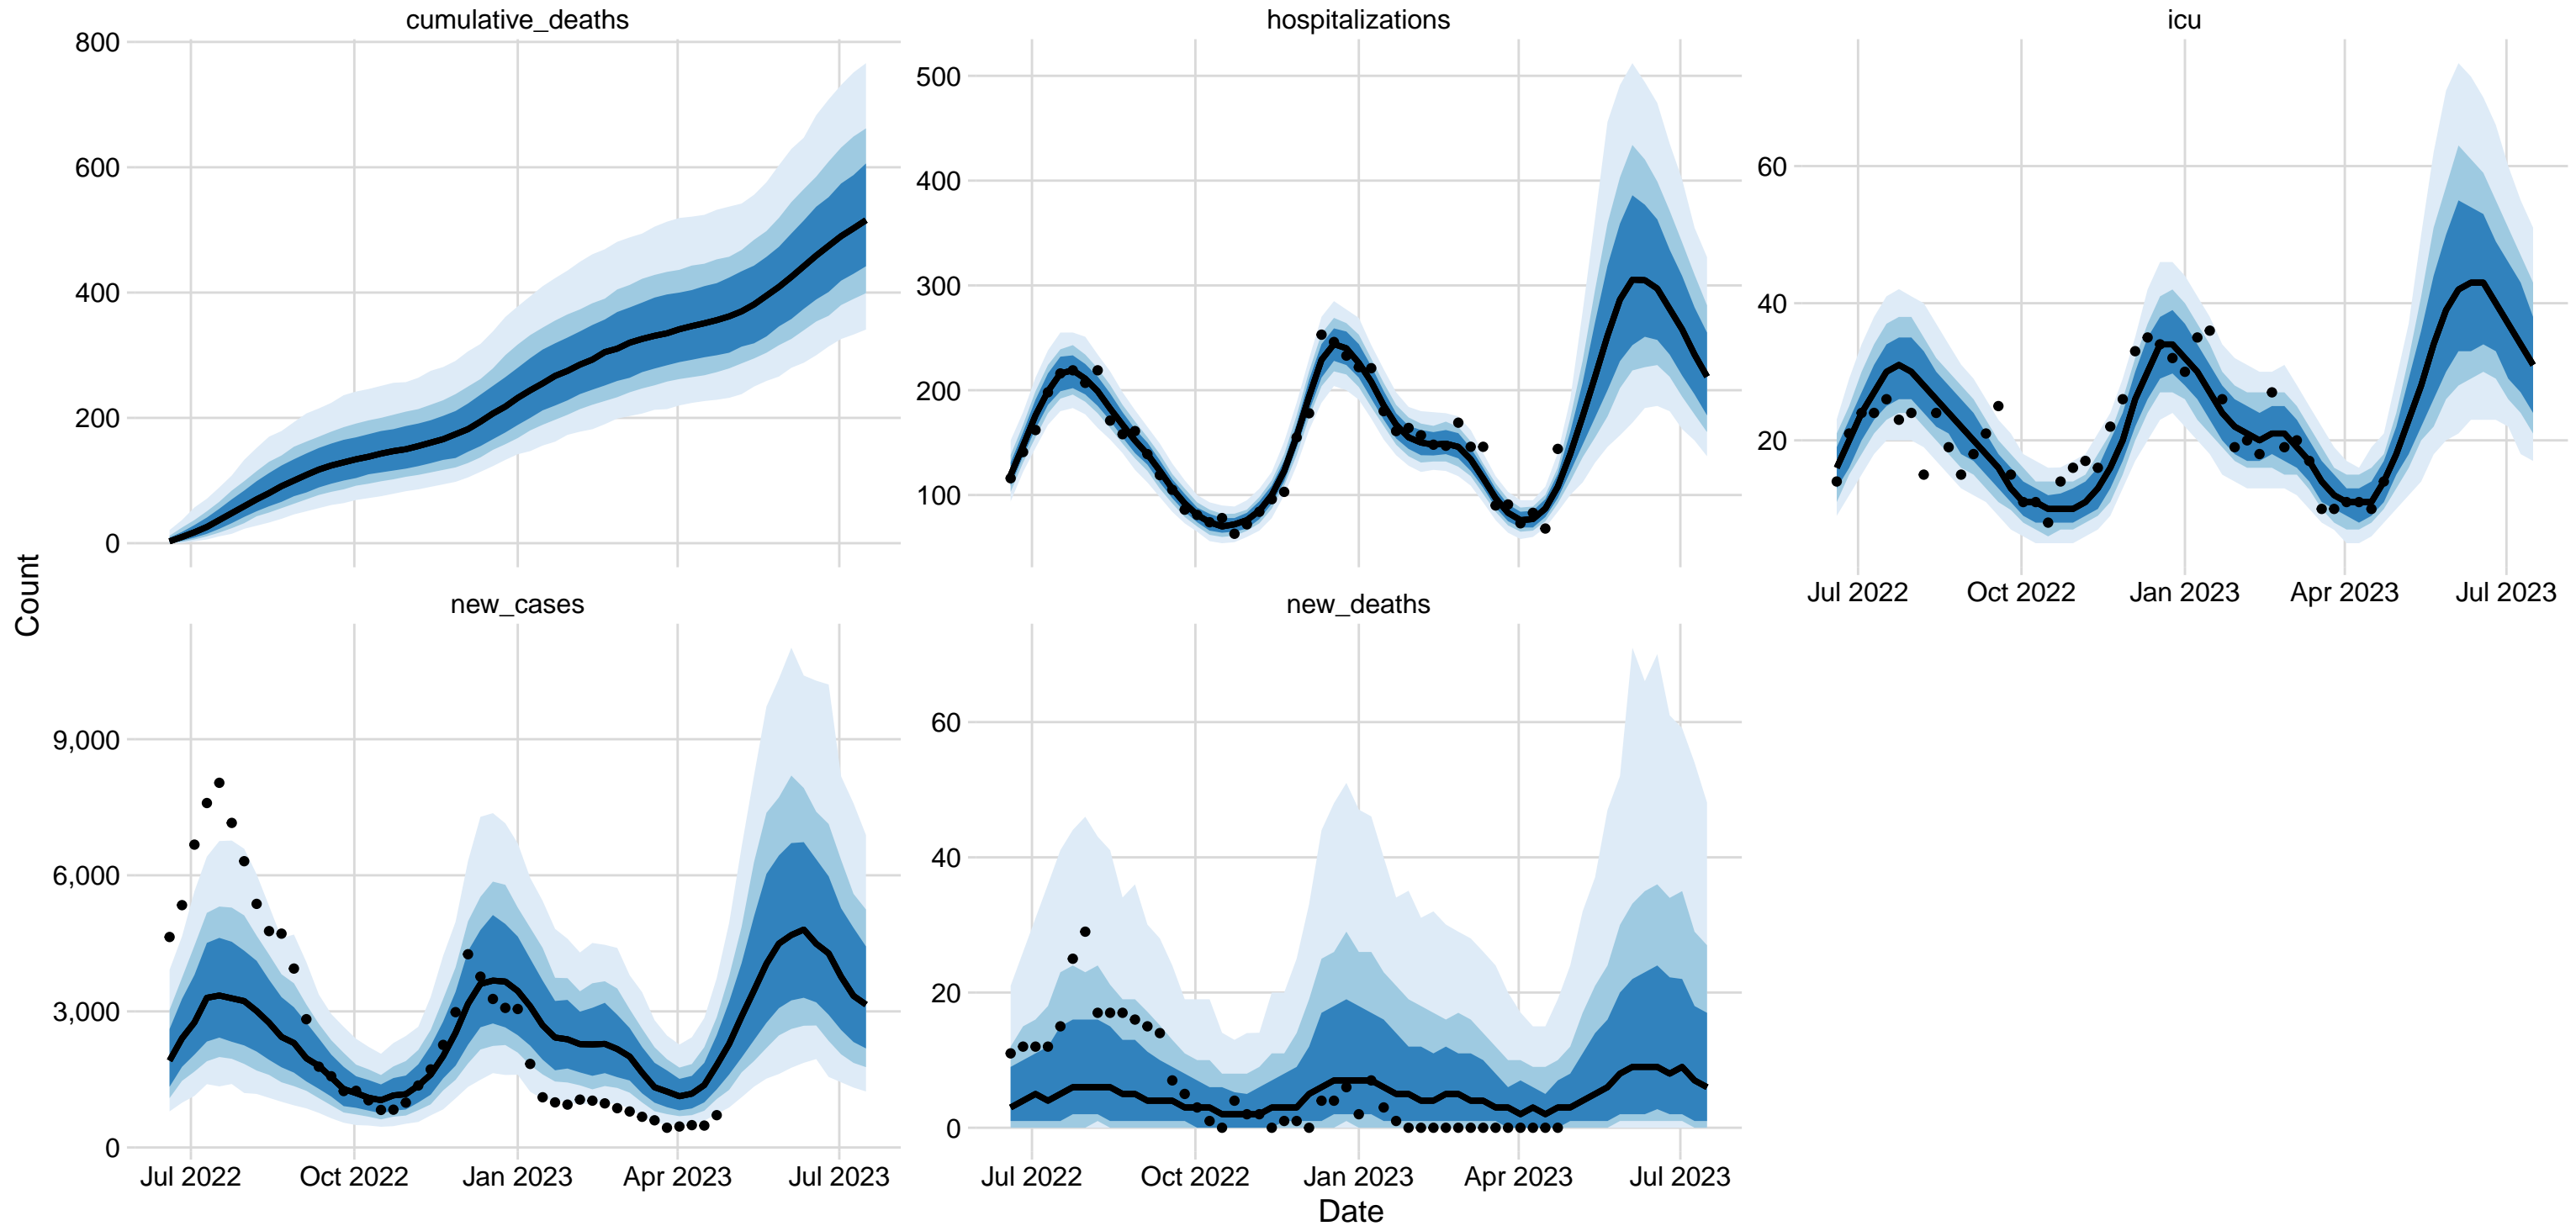 cumulative_deaths
800
600
400
200
0
hospitalizations
500
400
300
200
100
icu
60
40
20
Jul 2022 Oct 2022 Jan 2023 Apr 2023 Jul 2023
Count
new_cases
9,000
6,000
3,000
0
Jul 2022 Oct 2022 Jan 2023 Apr 2023 Jul 2023
new_deaths
60
40
20
0
Jul 2022 Oct 2022 Jan 2023 Apr 2023 Jul 2023
Date